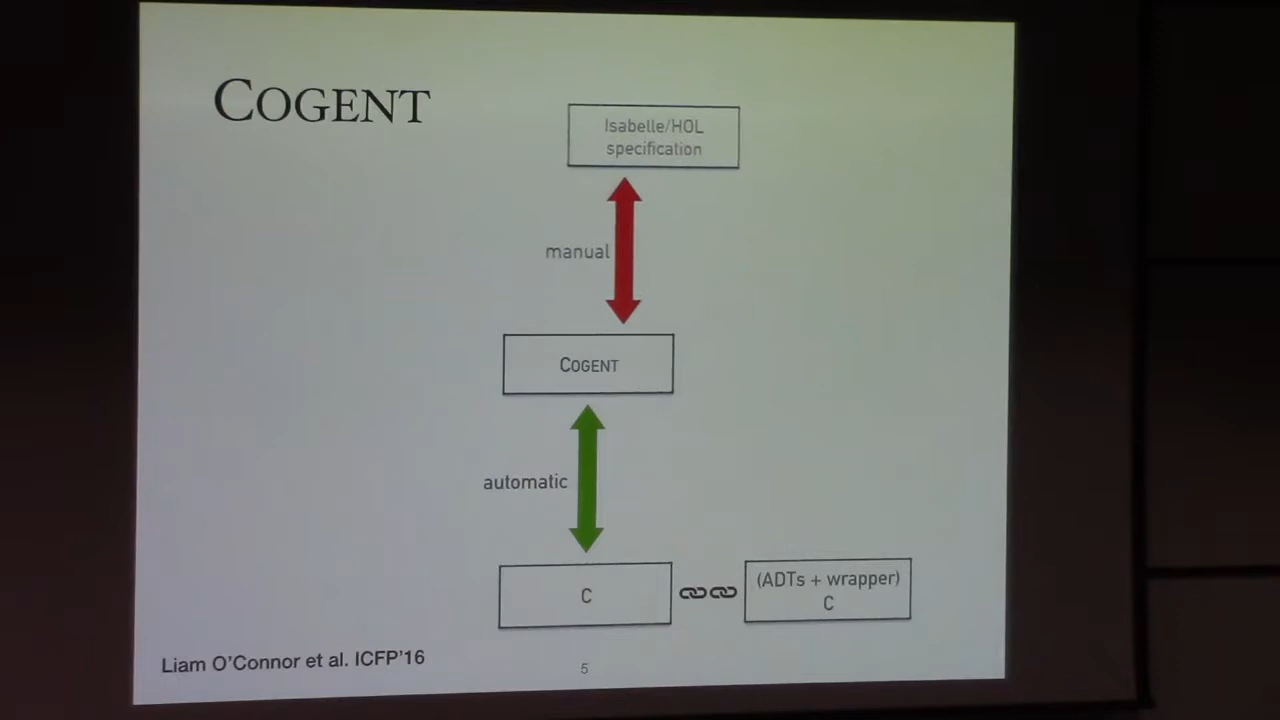 COGENT
Isabelle/HOL
specification
manual
COGENT
automatic
C
(ADTs + wrapper)
C
Liam O'Connor et al. ICFP'16
5